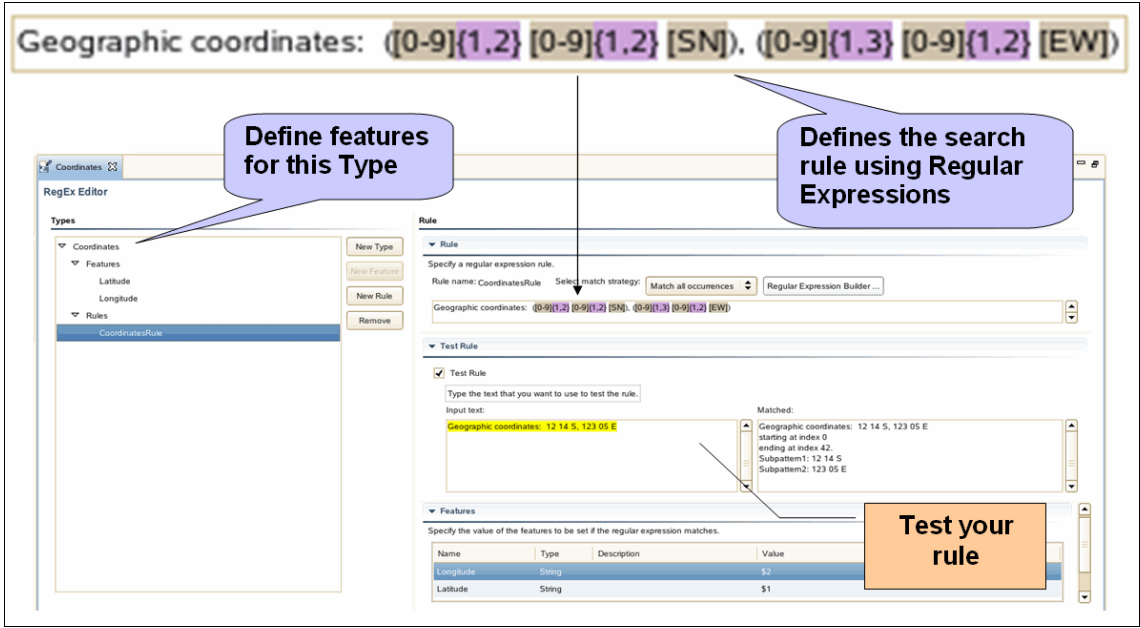 Geographic coordinates:  ([0-9]{1,2} [0-9]{1,2} [SN]), ([0-9]{1,3} [0-9]{1,2} [EW])
Define features
for this Type
Defines the search
rule using Regular
Expressions
Coordinates
RegEx Editor
Types
Coordinates
Features
Latitude
Longitude
Rules
CoordinatesRule
New Type
New Feature
New Rule
Remove
Rule
Rule
Specify a regular expression rule.
Rule name: CoordinatesRule Select match strategy: Match all occurrences Regular Expression Builder ...
Geographic coordinates:  ([0-9]{1,2} [0-9]{1,2} [SN]), ([0-9]{1,3} [0-9]{1,2} [EW])
Test Rule
Test Rule
Type the text that you want to use to test the rule.
Input text:
Geographic coordinates:  12 14 S, 123 05 E
Matched:
Geographic coordinates:  12 14 S, 123 05 E
starting at index 0
ending at index 42.
Subpattern1: 12 14 S
Subpattern2: 123 05 E
Test your
rule
Features
Specify the value of the features to be set if the regular expression matches.
Name Type Description Value
Longitude String $2
Latitude String $1